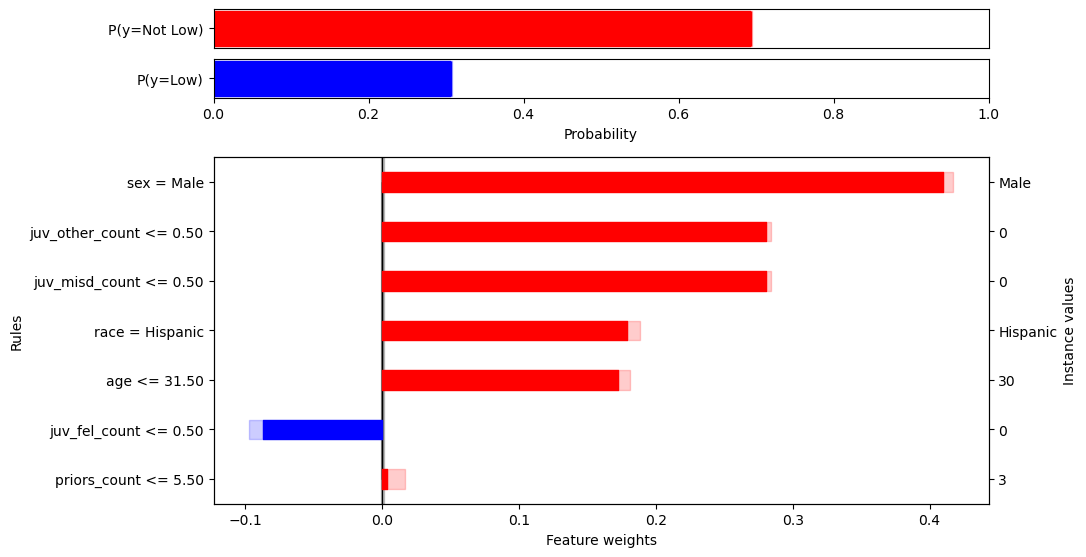 P(y=Not Low)
P(y=Low)
0.0 0.2 0.4 0.6 0.8 1.0
Probability
Rules
sex = Male Male
juv_other_count <= 0.50 0
juv_misd_count <= 0.50 0
race = Hispanic Hispanic
age <= 31.50 30
juv_fel_count <= 0.50 0
priors_count <= 5.50 3
Instance values
−0.1 0.0 0.1 0.2 0.3 0.4
Feature weights